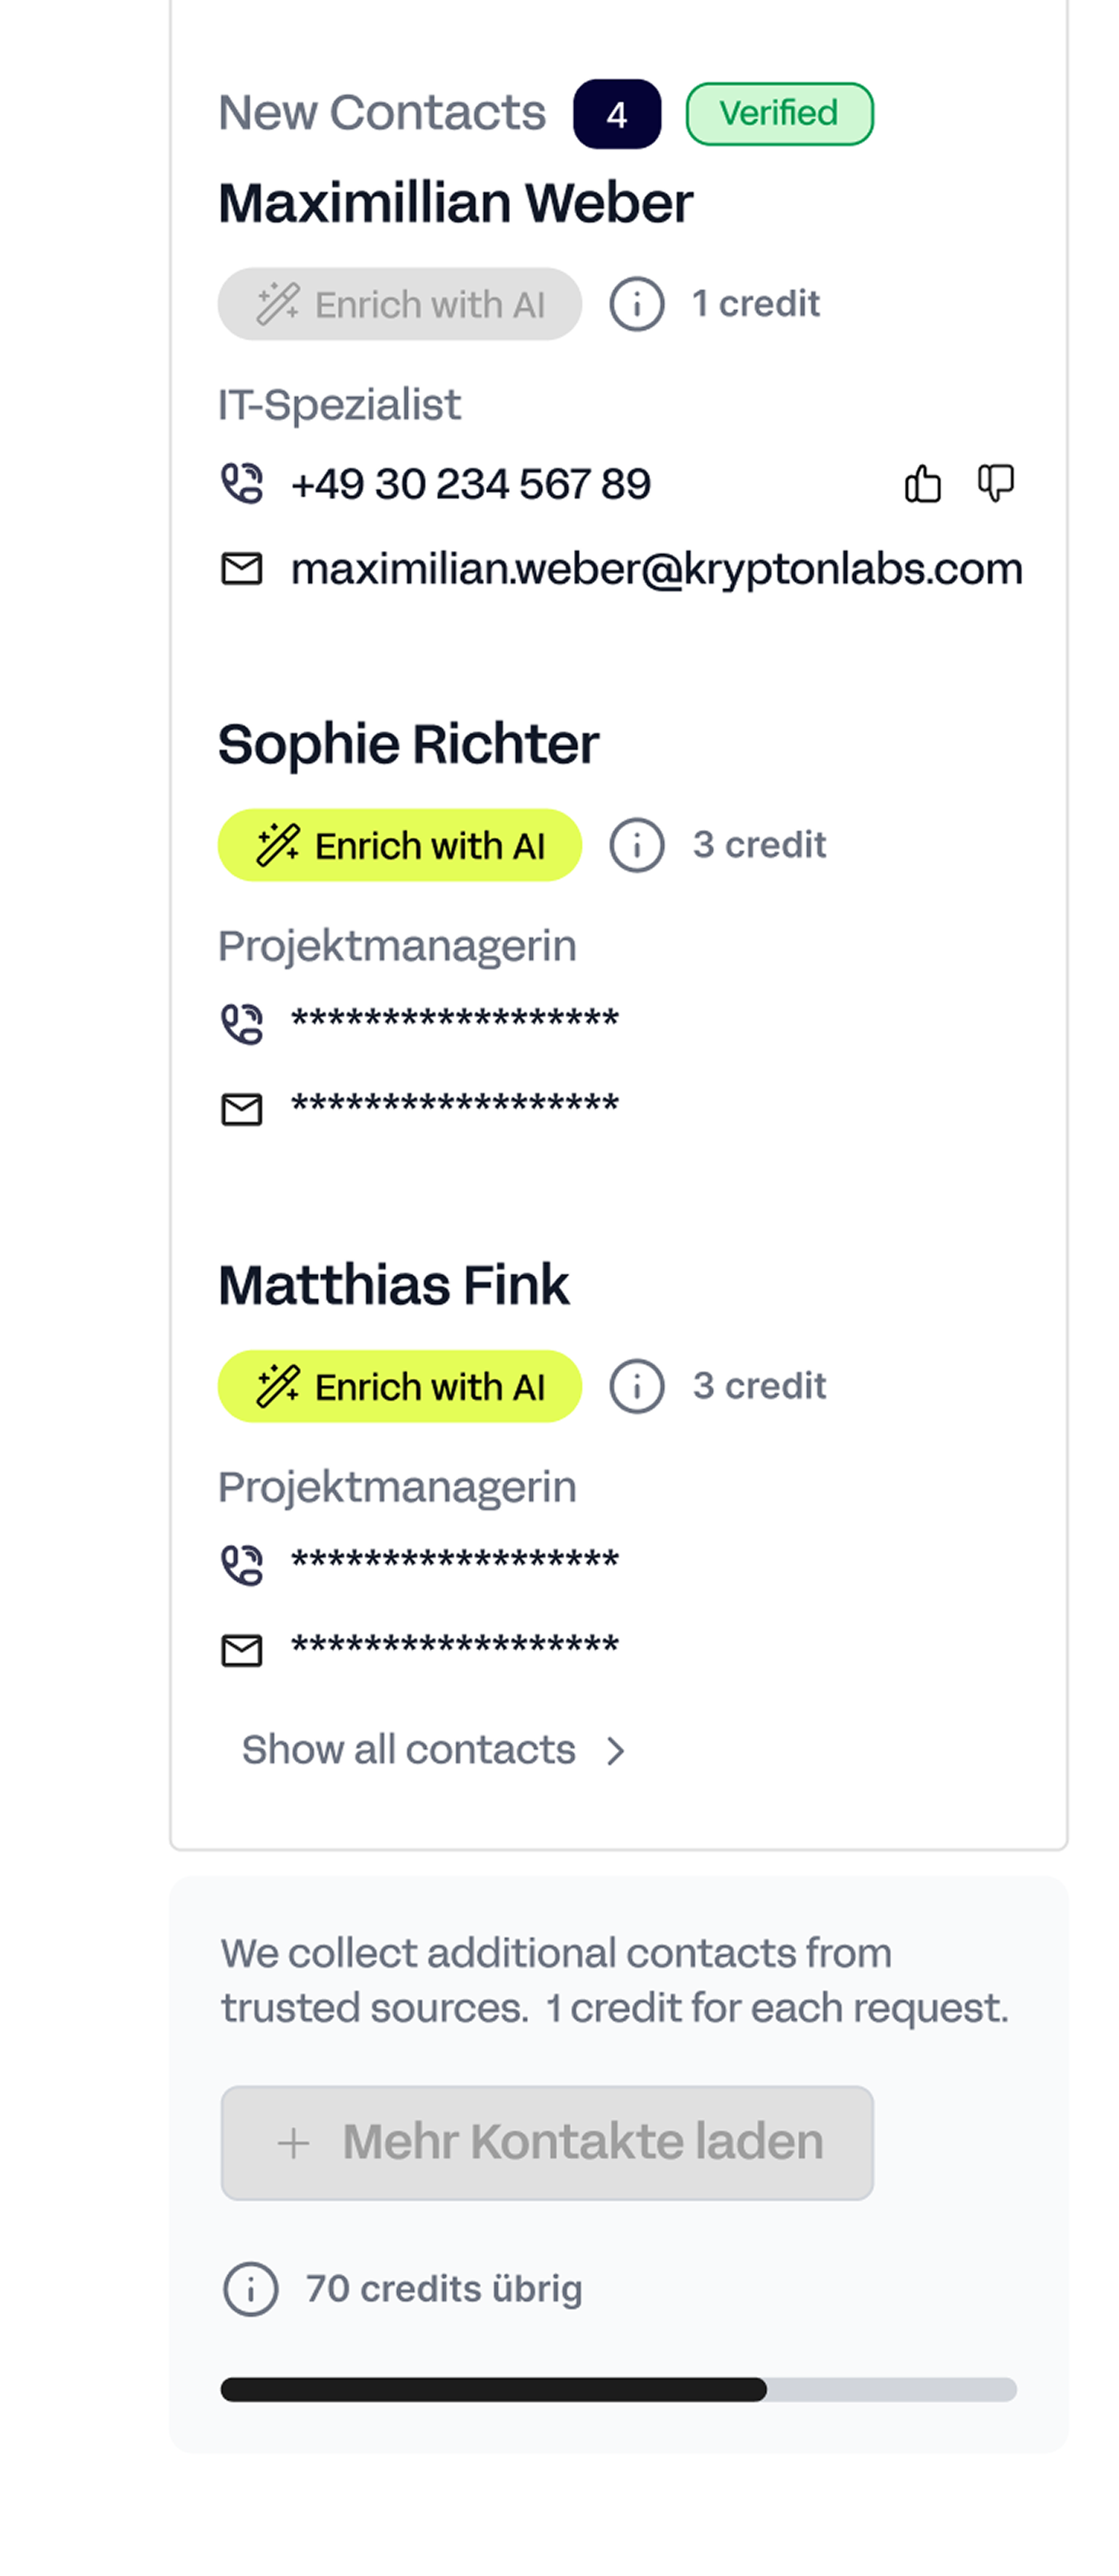 New Contacts 4 Verified
Maximillian Weber
Enrich with AI 1 credit
IT-Spezialist
+49 30 234 567 89
maximilian.weber@kryptonlabs.com
Sophie Richter
Enrich with AI 3 credit
Projektmanagerin
******************
******************
Matthias Fink
Enrich with AI 3 credit
Projektmanagerin
******************
******************
Show all contacts
We collect additional contacts from
trusted sources. 1 credit for each request.
+ Mehr Kontakte laden
70 credits übrig